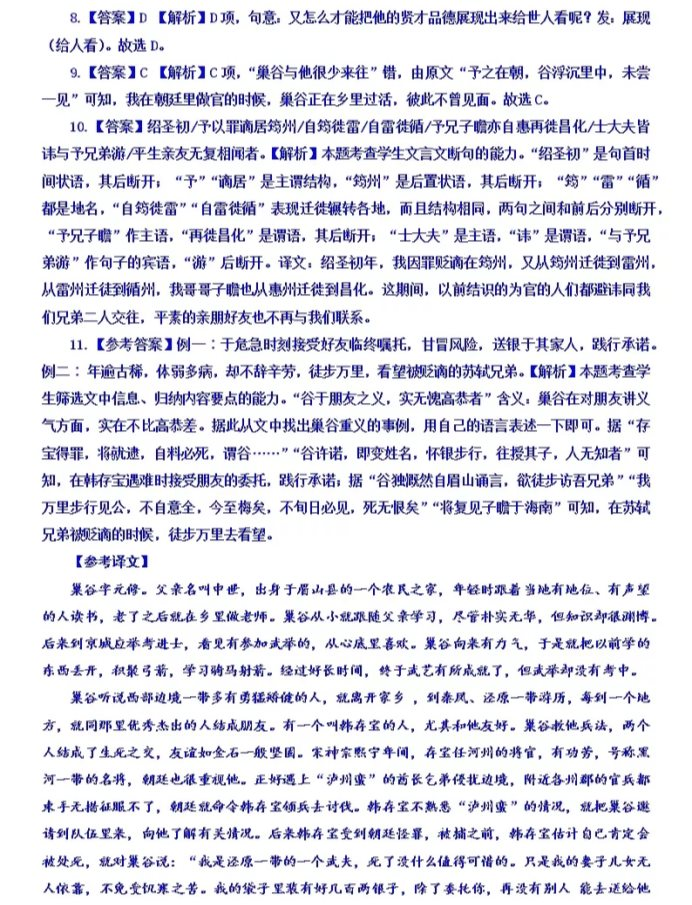 8. 【答案】D 【解析】D项，句意：又怎么才能把他的贤才品德展现出来给世人看呢？发：展现
（给人看）。故选D。
9. 【答案】C 【解析】C项，“巢谷与他很少来往”错，由原文“予之在朝，谷浮沉里中，未尝
一见”可知，我在朝廷里做官的时候，巢谷正在乡里过活，彼此不曾见面。故选C。
10. 【答案】绍圣初/予以罪谪居筠州/自筠徙雷/自雷徙循/予兄子瞻亦自惠再徙昌化/士大夫皆
讳与予兄弟游/平生亲友无复相闻者。【解析】本题考查学生文言文断句的能力。“绍圣初”是句首时
间状语，其后断开；“予”“谪居”是主谓结构，“筠州”是后置状语，其后断开；“筠”“雷”“循”
都是地名，“自筠徙雷”“自雷徙循”表现迁徙辗转各地，而且结构相同，两句之间和前后分别断开，
“予兄子瞻”作主语，“再徙昌化”是谓语，其后断开；“士大夫”是主语，“讳”是谓语，“与予兄
弟游”作句子的宾语，“游”后断开。译文：绍圣初年，我因罪贬谪在筠州，又从筠州迁徙到雷州，
从雷州迁徙到循州，我哥哥子瞻也从惠州迁徙到昌化。这期间，以前结识的为官的人们都避讳同我
们兄弟二人交往，平素的亲朋好友也不再与我们联系。
11. 【参考答案】例一：于危急时刻接受好友临终嘱托，甘冒风险，送银于其家人，践行承诺。
例二： 年逾古稀，体弱多病，却不辞辛劳，徒步万里，看望被贬谪的苏轼兄弟。【解析】本题考查学
生筛选文中信息、归纳内容要点的能力。“谷于朋友之义，实无愧高恭者”含义：巢谷在对朋友讲义
气方面，实在不比高恭差。据此从文中找出巢谷重义的事例，用自己的语言表述一下即可。据“存
宝得罪，将就逮，自料必死，谓谷……”“谷许诺，即变姓名，怀银步行，往授其子，人无知者”可
知，在韩存宝遇难时接受朋友的委托，践行承诺；据“谷独慨然自眉山诵言，欲徒步访吾兄弟”“我
万里步行见公，不自意全，今至梅矣，不旬日必见，死无恨矣”“将复见子瞻于海南”可知，在苏轼
兄弟被贬谪的时候，徒步万里去看望。
【参考译文】
巢谷字元修。父亲名叫中世，出身于眉山县的一个农民之家，年轻时跟着当地有地位、有声望
的人读书，老了之后就在乡里做老师。巢谷从小就跟随父亲学习，尽管朴实无华，但知识却很渊博。
后来到京城应举考进士，看见有参加武举的，从心底里喜欢。巢谷向来有力气，于是就把以前学的
东西丢开，积聚弓箭，学习骑马射箭。经过好长时间，终于武艺有所成就了，但武举却没有考中。
巢谷听说西部边境一带多有勇猛矫健的人，就离开家乡 ，到秦凤、泾原一带游历，每到一个地
方，就同那里优秀杰出的人结成朋友。有一个叫韩存宝的人，尤其和他友好。巢谷教他兵法，两个
人结成了生死之交，友谊如金石一般坚固。宋神宗熙宁年间，存宝任河州的将官，有功劳，号称黑
河一带的名将，朝廷也很重视他。正好遇上“泸州蛮”的酋长乞弟侵扰边境，附近各州郡的官兵都
束手无措征服不了，朝廷就命令韩存宝领兵去讨伐。韩存宝不熟悉“泸州蛮”的情况，就把巢谷邀
请到队伍里来，向他了解有关情况。后来韩存宝受到朝廷怪罪，被捕之前，韩存宝估计自己肯定会
被处死，就对巢谷说：“我是泾原一带的一个武夫，死了没什么值得可惜的。只是我的妻子儿女无
人依靠，不免受饥寒之苦。我的袋子里装有好几百两银子，除了委托你，再没有别人 能去送给他